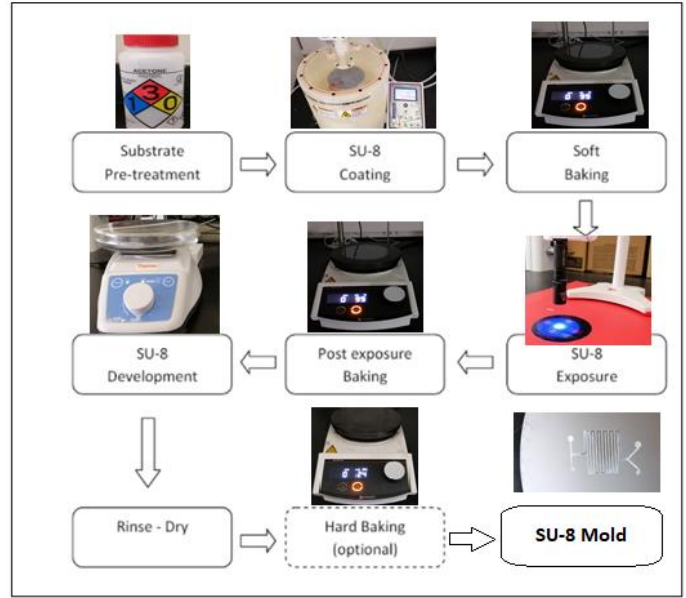 ACETONE
3
1
0
Substrate
Pre-treatment
SU-8
Coating
Soft
Baking
SU-8
Development
Post exposure
Baking
SU-8
Exposure
Rinse - Dry
Hard Baking
(optional)
SU-8 Mold